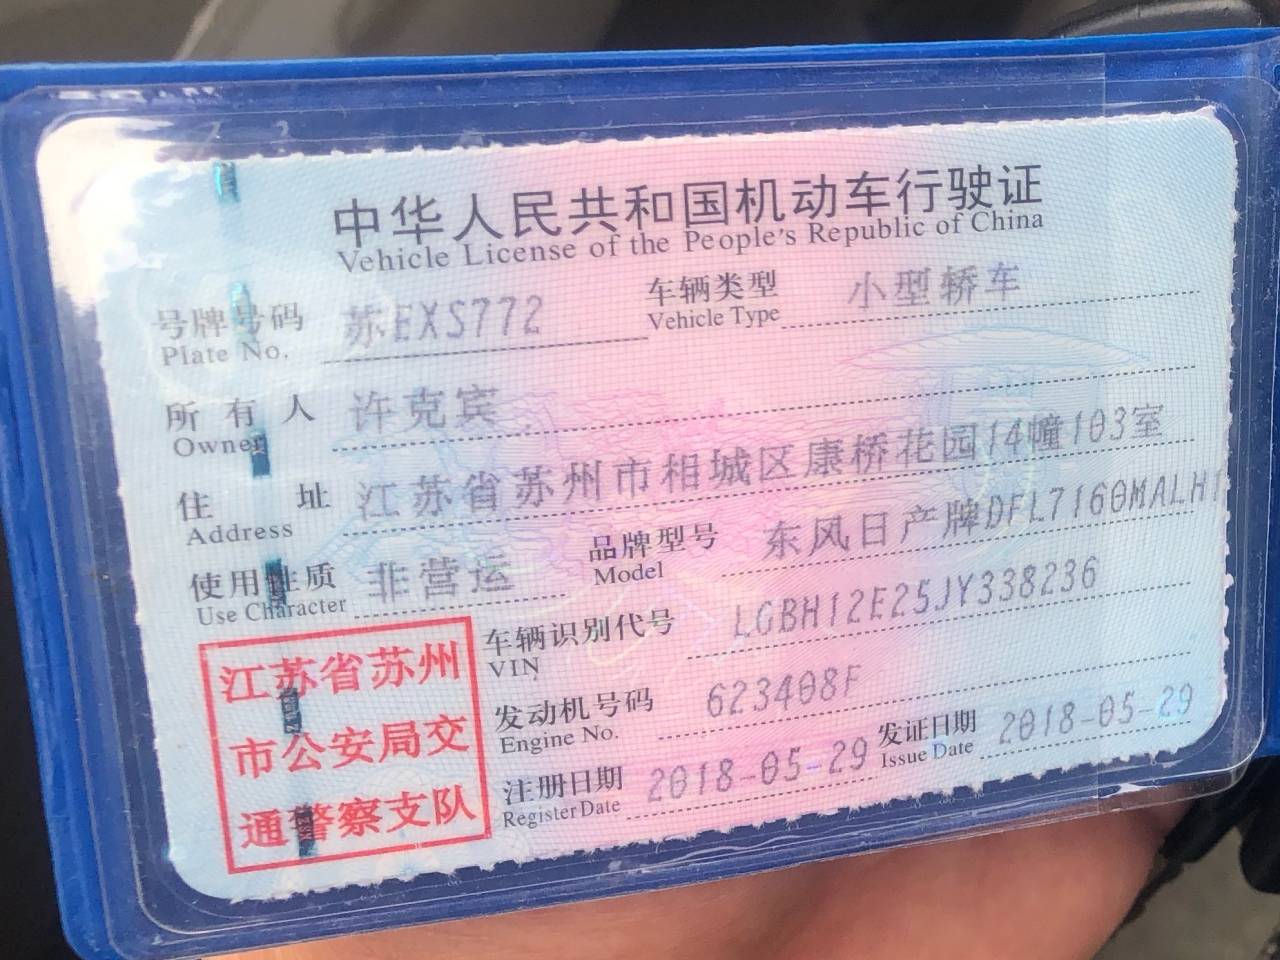 中华人民共和国机动车行驶证
Vehicle License of the People's Republic of China
号牌号码 苏EXS772 车辆类型 小型轿车
Plate No. Vehicle Type
所有人 许克宾
Owner
住址 江苏省苏州市相城区康桥花园14幢103室
Address
使用性质 非营运 品牌型号 东风日产牌DFL7160MALH1
Use Character Model
车辆识别代号 LGBH12E25JY338236
VIN
发动机号码 623408F
Engine No.
注册日期 2018-05-29 发证日期 2018-05-29
Register Date Issue Date
江苏省苏州
市公安局交
通警察支队